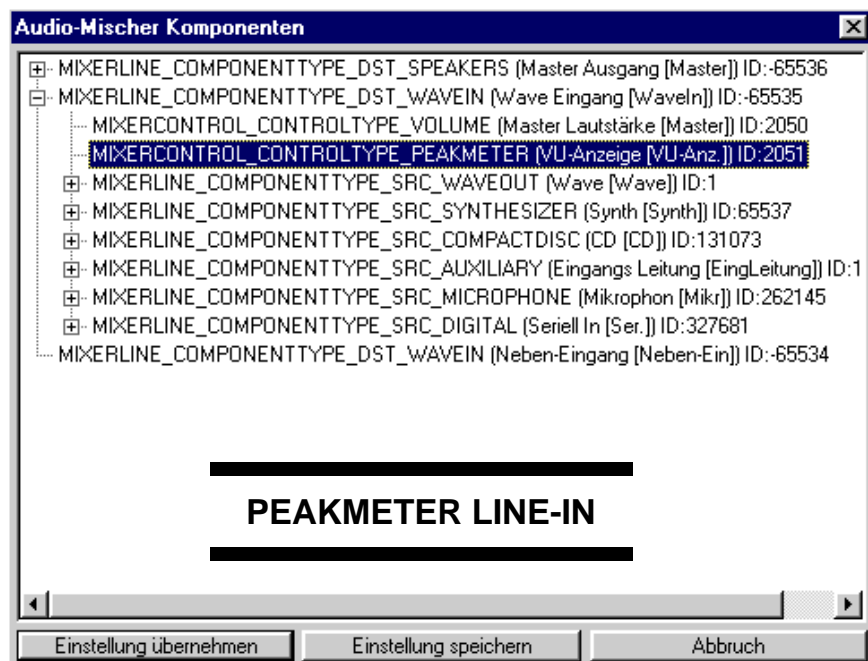 Audio-Mischer Komponenten
MIXERLINE_COMPONENTTYPE_DST_SPEAKERS (Master Ausgang [Master]) ID:-65536
MIXERLINE_COMPONENTTYPE_DST_WAVEIN (Wave Eingang [WaveIn]) ID:-65535
MIXERCONTROL_CONTROLTYPE_VOLUME (Master Lautstärke [Master]) ID:2050
MIXERCONTROL_CONTROLTYPE_PEAKMETER (VU-Anzeige [VU-Anz.]) ID:2051
MIXERLINE_COMPONENTTYPE_SRC_WAVEOUT (Wave [Wave]) ID:1
MIXERLINE_COMPONENTTYPE_SRC_SYNTHESIZER (Synth [Synth]) ID:65537
MIXERLINE_COMPONENTTYPE_SRC_COMPACTDISC (CD [CD]) ID:131073
MIXERLINE_COMPONENTTYPE_SRC_AUXILIARY (Eingangs Leitung [EingLeitung]) ID:1
MIXERLINE_COMPONENTTYPE_SRC_MICROPHONE (Mikrophon [Mikr]) ID:262145
MIXERLINE_COMPONENTTYPE_SRC_DIGITAL (Seriell In [Ser.]) ID:327681
MIXERLINE_COMPONENTTYPE_DST_WAVEIN (Neben-Eingang [Neben-Ein]) ID:-65534
PEAKMETER LINE-IN
Einstellung übernehmen
Einstellung speichern
Abbruch